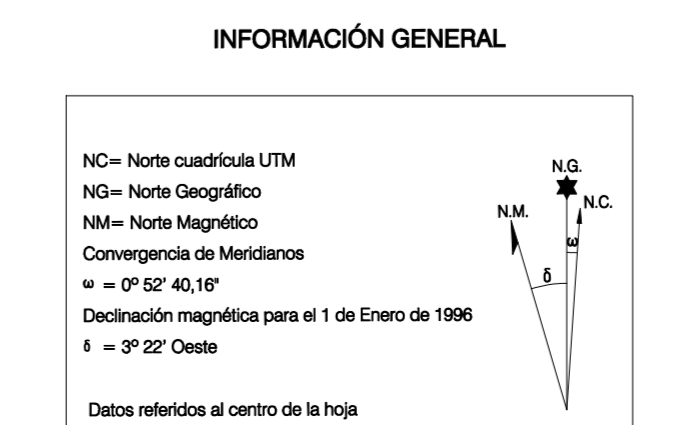 INFORMACIÓN GENERAL
NC= Norte cuadrícula UTM
NG= Norte Geográfico
NM= Norte Magnético
Convergencia de Meridianos
ω = 0º 52' 40,16"
Declinación magnética para el 1 de Enero de 1996
δ = 3º 22' Oeste
Datos referidos al centro de la hoja
N.G.
N.C.
N.M.
ω
δ